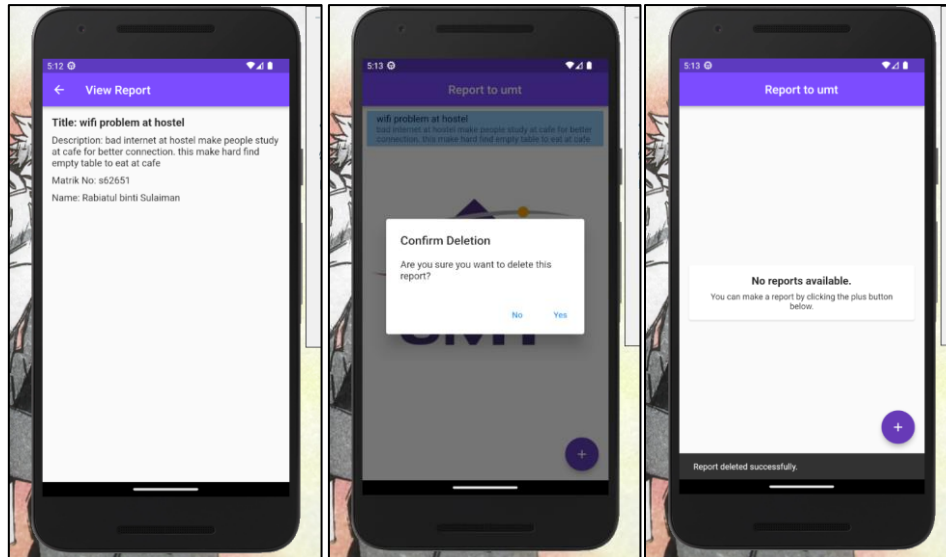 5:12
View Report
Title: wifi problem at hostel
Description: bad internet at hostel make people study
at cafe for better connection. this make hard find
empty table to eat at cafe
Matrik No: s62651
Name: Rabiatul binti Sulaiman
5:13
Report to umt
wifi problem at hostel
bad internet at hostel make people study at cafe for better
connection. this make hard find empty table to eat at cafe
Confirm Deletion
Are you sure you want to delete this
report?
No Yes
UMT
+
5:13
Report to umt
No reports available.
You can make a report by clicking the plus button
below.
+
Report deleted successfully.